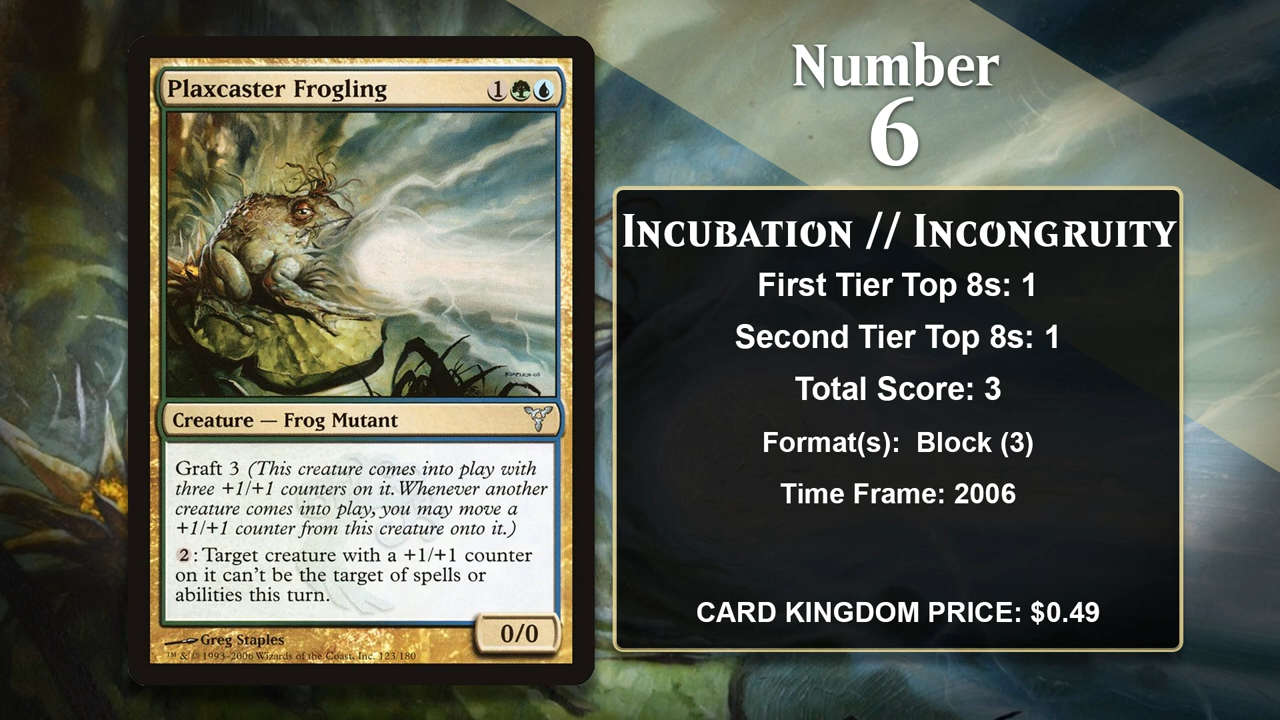 Plaxcaster Frogling 1
Creature — Frog Mutant
Graft 3 (This creature comes into play with
three +1/+1 counters on it. Whenever another
creature comes into play, you may move a
+1/+1 counter from this creature onto it.)
2: Target creature with a +1/+1 counter
on it can't be the target of spells or
abilities this turn.
0/0
Greg Staples
™ & © 1993–2006 Wizards of the Coast, Inc. 123/180
Number
6
Incubation // Incongruity
First Tier Top 8s: 1
Second Tier Top 8s: 1
Total Score: 3
Format(s): Block (3)
Time Frame: 2006
CARD KINGDOM PRICE: $0.49